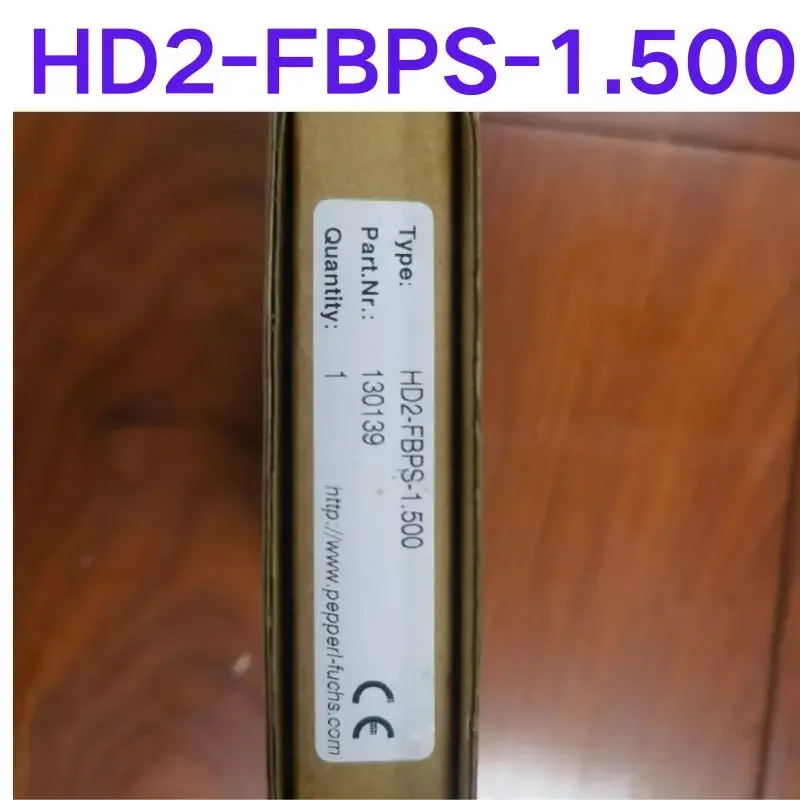 HD2-FBPS-1.500
Type: HD2-FBPS-1.500
Part.Nr.: 130139
Quantity: 1 http://www.pepperl-fuchs.com
CE